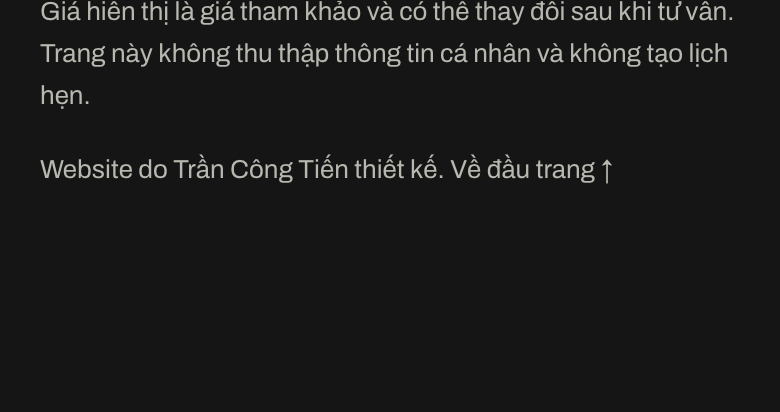 Giá hiển thị là giá tham khảo và có thể thay đổi sau khi tư vấn.
Trang này không thu thập thông tin cá nhân và không tạo lịch
hẹn.
Website do Trần Công Tiến thiết kế. Về đầu trang ↑